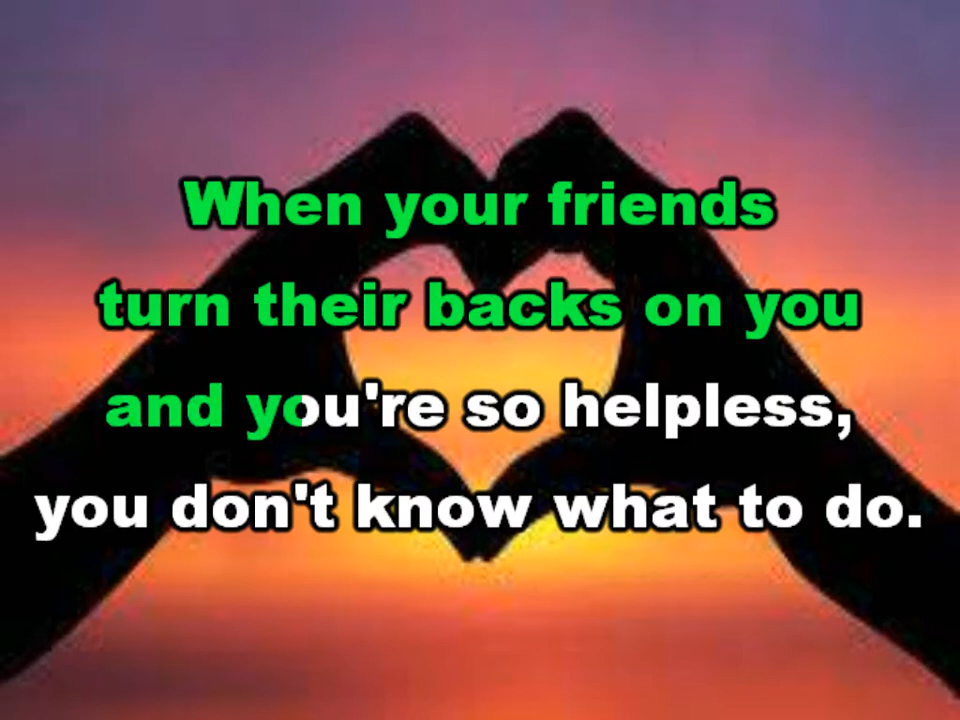 When your friends
turn their backs on you
and you're so helpless,
you don't know what to do.